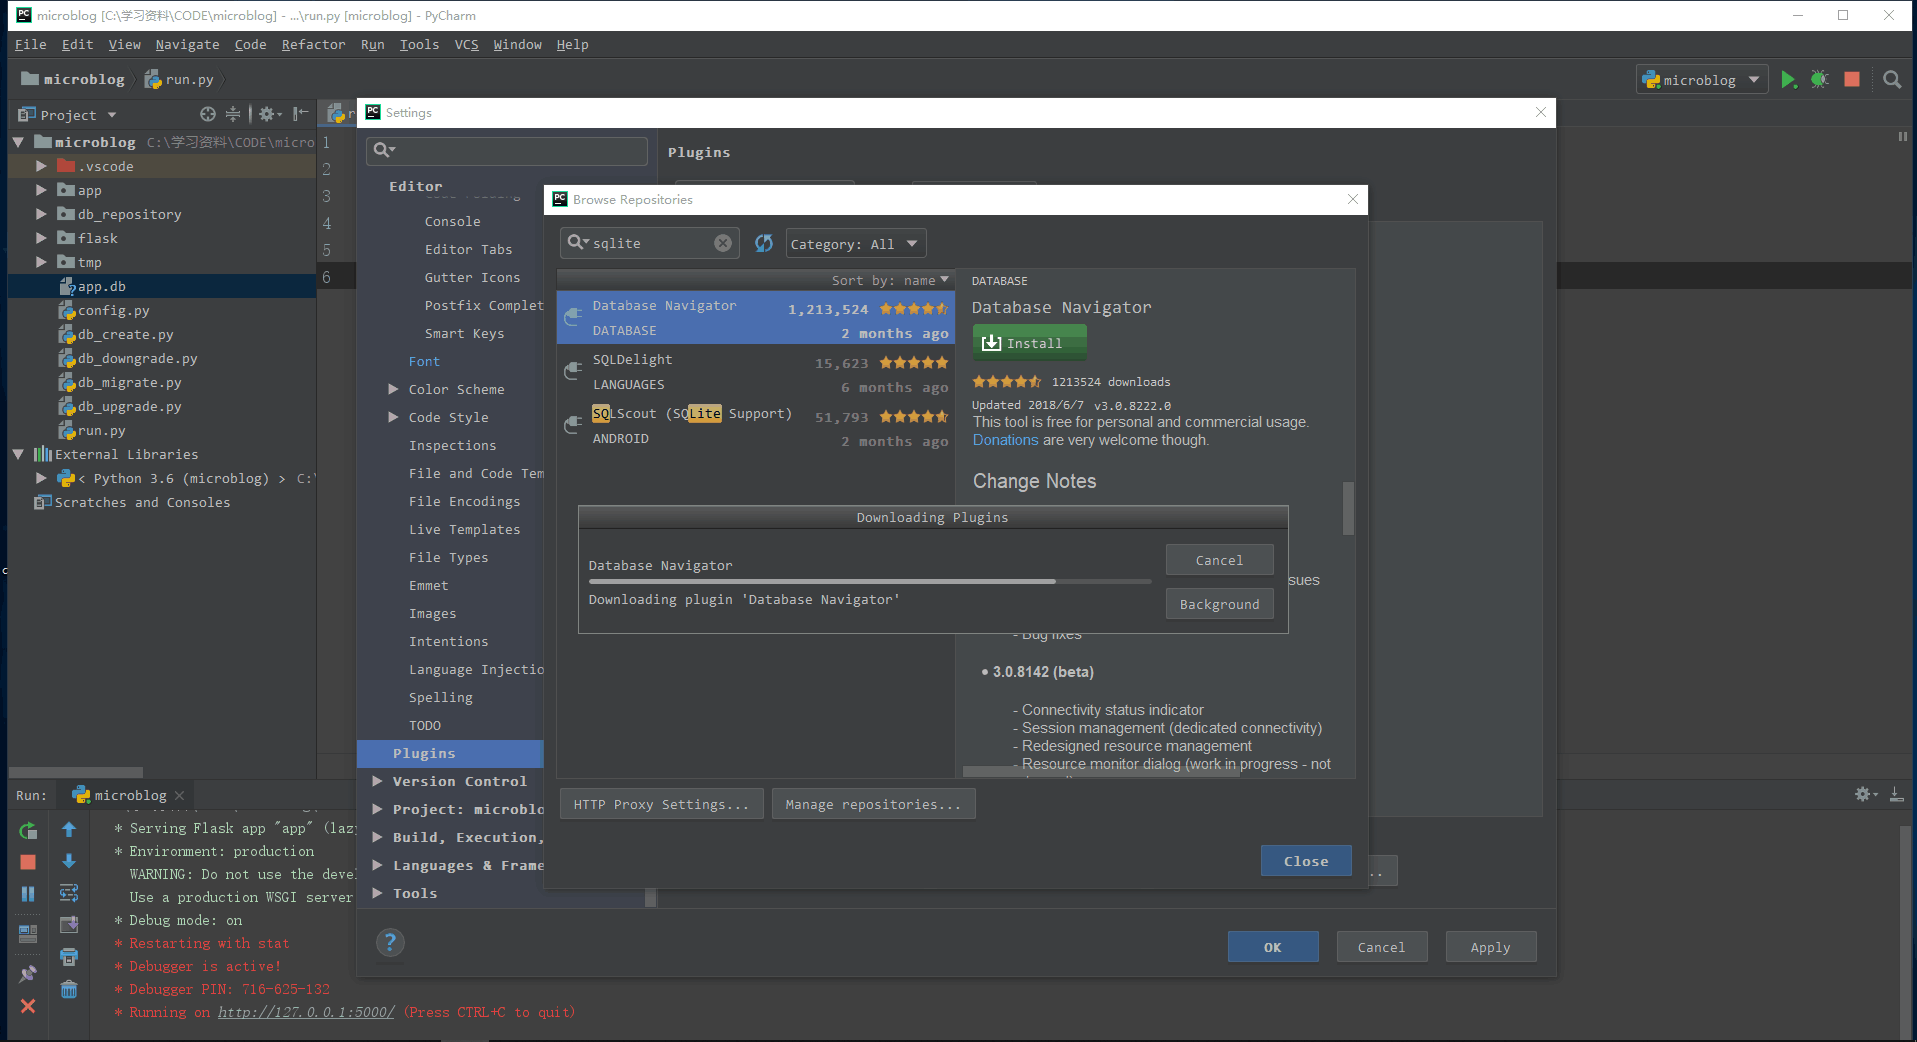 microblog [C:\学习资料\CODE\microblog] - ...\run.py [microblog] - PyCharm
File Edit View Navigate Code Refactor Run Tools VCS Window Help
microblog run.py
microblog
Project
microblog C:\学习资料\CODE\micro
.vscode
app
db_repository
flask
tmp
app.db
config.py
db_create.py
db_downgrade.py
db_migrate.py
db_upgrade.py
run.py
External Libraries
< Python 3.6 (microblog) > C:\
Scratches and Consoles
1
2
3
4
5
6
Settings
Editor
Console
Editor Tabs
Gutter Icons
Postfix Complet
Smart Keys
Font
Color Scheme
Code Style
Inspections
File and Code Tem
File Encodings
Live Templates
File Types
Emmet
Images
Intentions
Language Injectio
Spelling
TODO
Plugins
Version Control
Project: microblo
Build, Execution,
Languages & Frame
Tools
Plugins
Browse Repositories
sqlite
Category: All
Sort by: name
Database Navigator 1,213,524
DATABASE 2 months ago
SQLDelight 15,623
LANGUAGES 6 months ago
SQLScout (SQLite Support) 51,793
ANDROID 2 months ago
DATABASE
Database Navigator
Install
1213524 downloads
Updated 2018/6/7 v3.0.8222.0
This tool is free for personal and commercial usage.
Donations are very welcome though.
Change Notes
sues
- Bug fixes
• 3.0.8142 (beta)
- Connectivity status indicator
- Session management (dedicated connectivity)
- Redesigned resource management
- Resource monitor dialog (work in progress - not
Downloading Plugins
Database Navigator
Downloading plugin 'Database Navigator'
Cancel
Background
HTTP Proxy Settings...
Manage repositories...
Close
..
?
OK
Cancel
Apply
Run: microblog
* Serving Flask app "app" (lazy
* Environment: production
WARNING: Do not use the devel
Use a production WSGI server
* Debug mode: on
* Restarting with stat
* Debugger is active!
* Debugger PIN: 716-625-132
* Running on http://127.0.0.1:5000/ (Press CTRL+C to quit)